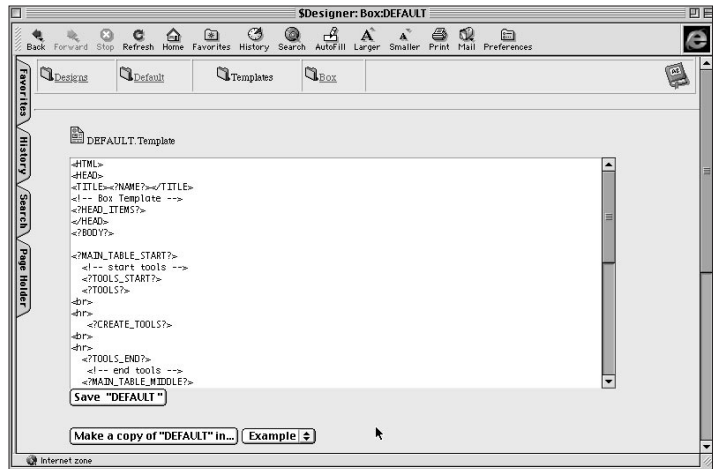 $Designer: Box:DEFAULT
Back Forward Stop Refresh Home Favorites History Search AutoFill Larger Smaller Print Mail Preferences
Favorites
History
Search
Page Holder
Designs Default Templates Box
DEFAULT.Template
<HTML>
<HEAD>
<TITLE><?NAME?></TITLE>
<!-- Box Template -->
<?HEAD_ITEMS?>
</HEAD>
<?BODY?>
<?MAIN_TABLE_START?>
<!-- start tools -->
<?TOOLS_START?>
<?TOOLS?>
<br>
<hr>
<?CREATE_TOOLS?>
<br>
<hr>
<?TOOLS_END?>
<!-- end tools -->
<?MAIN_TABLE_MIDDLE?>
Save "DEFAULT"
Make a copy of "DEFAULT" in... Example
Internet zone